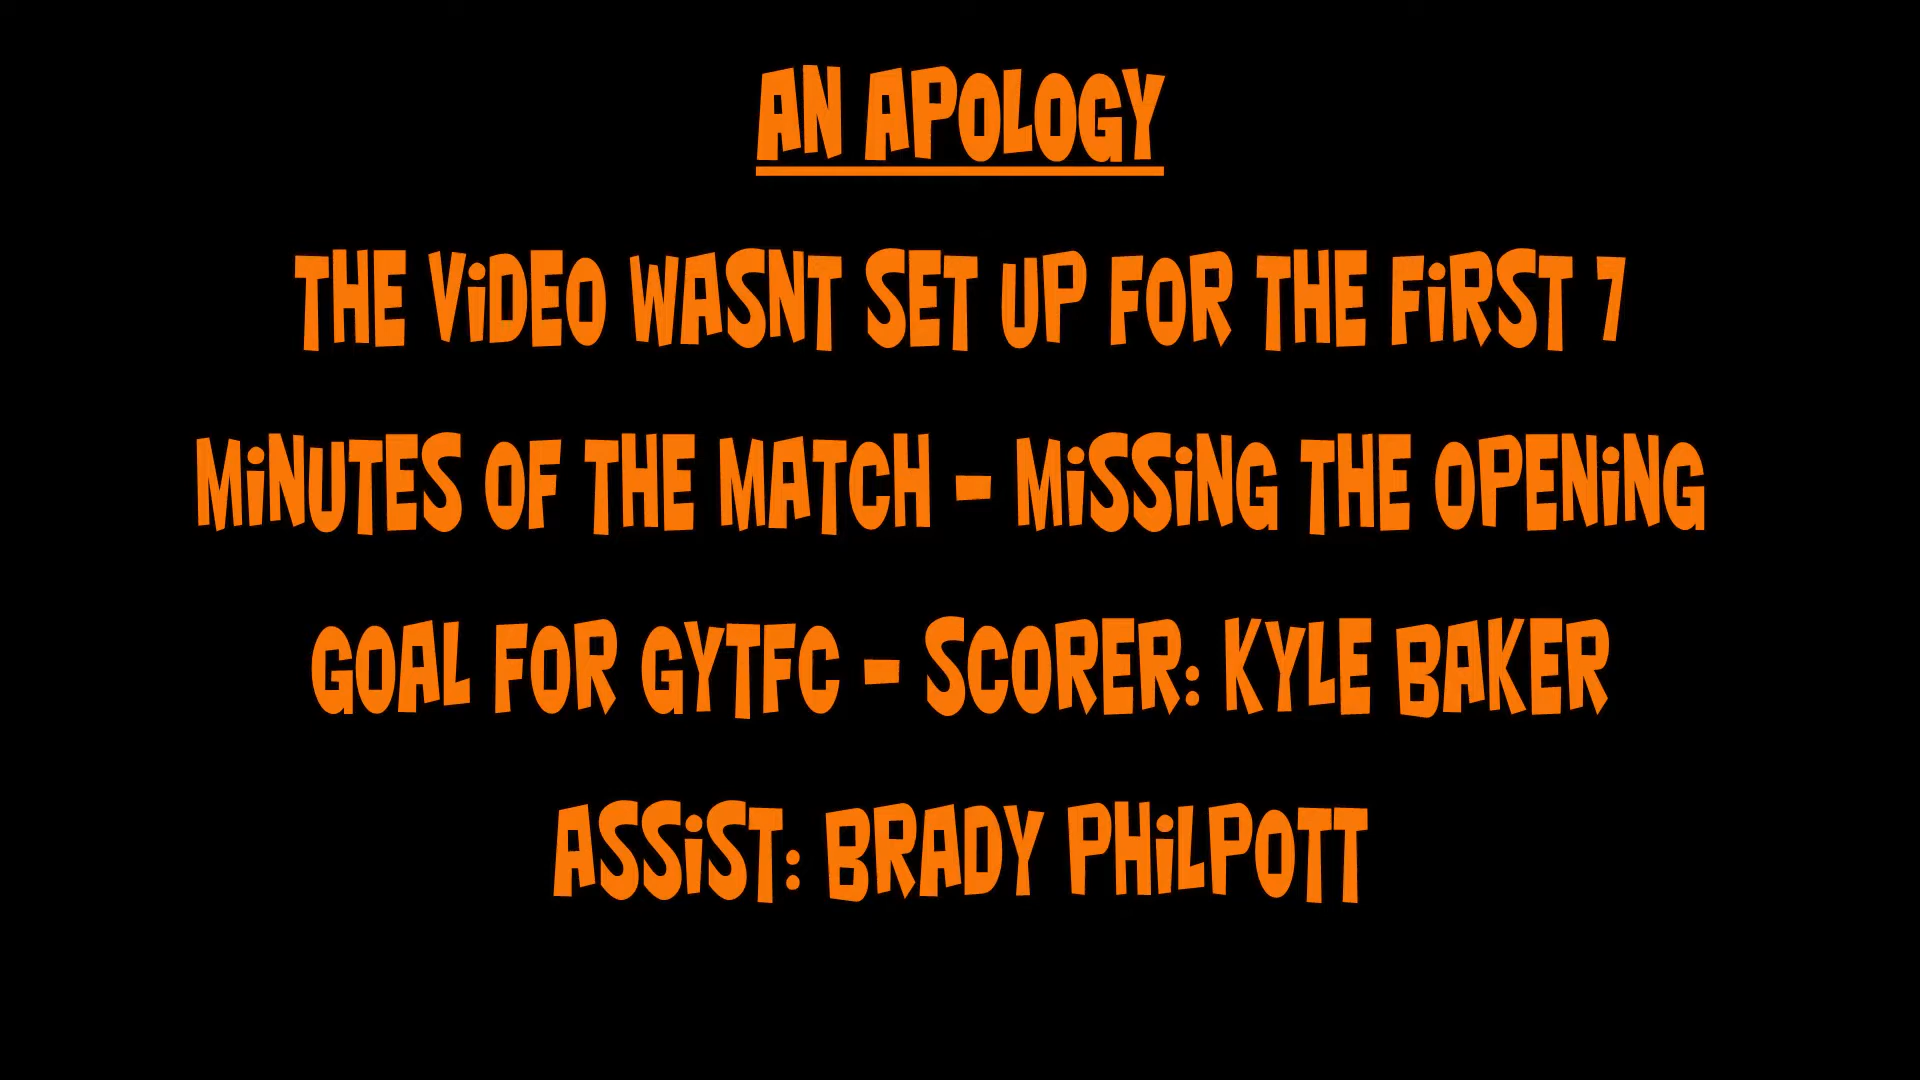 AN APOLOGY
THE ViDEO WASNT SET UP FOR THE FiRST 7
MiNUTES OF THE MATCH - MiSSiNG THE OPENiNG
GOAL FOR GYTFC - SCORER: KYLE BAKER
ASSiST: BRADY PHiLPOTT